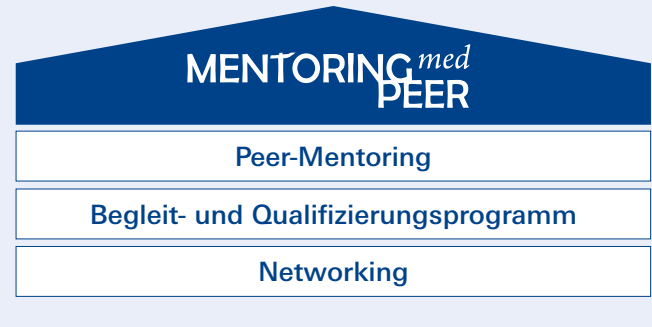 MENTORING med
PEER
Peer-Mentoring
Begleit- und Qualifizierungsprogramm
Networking